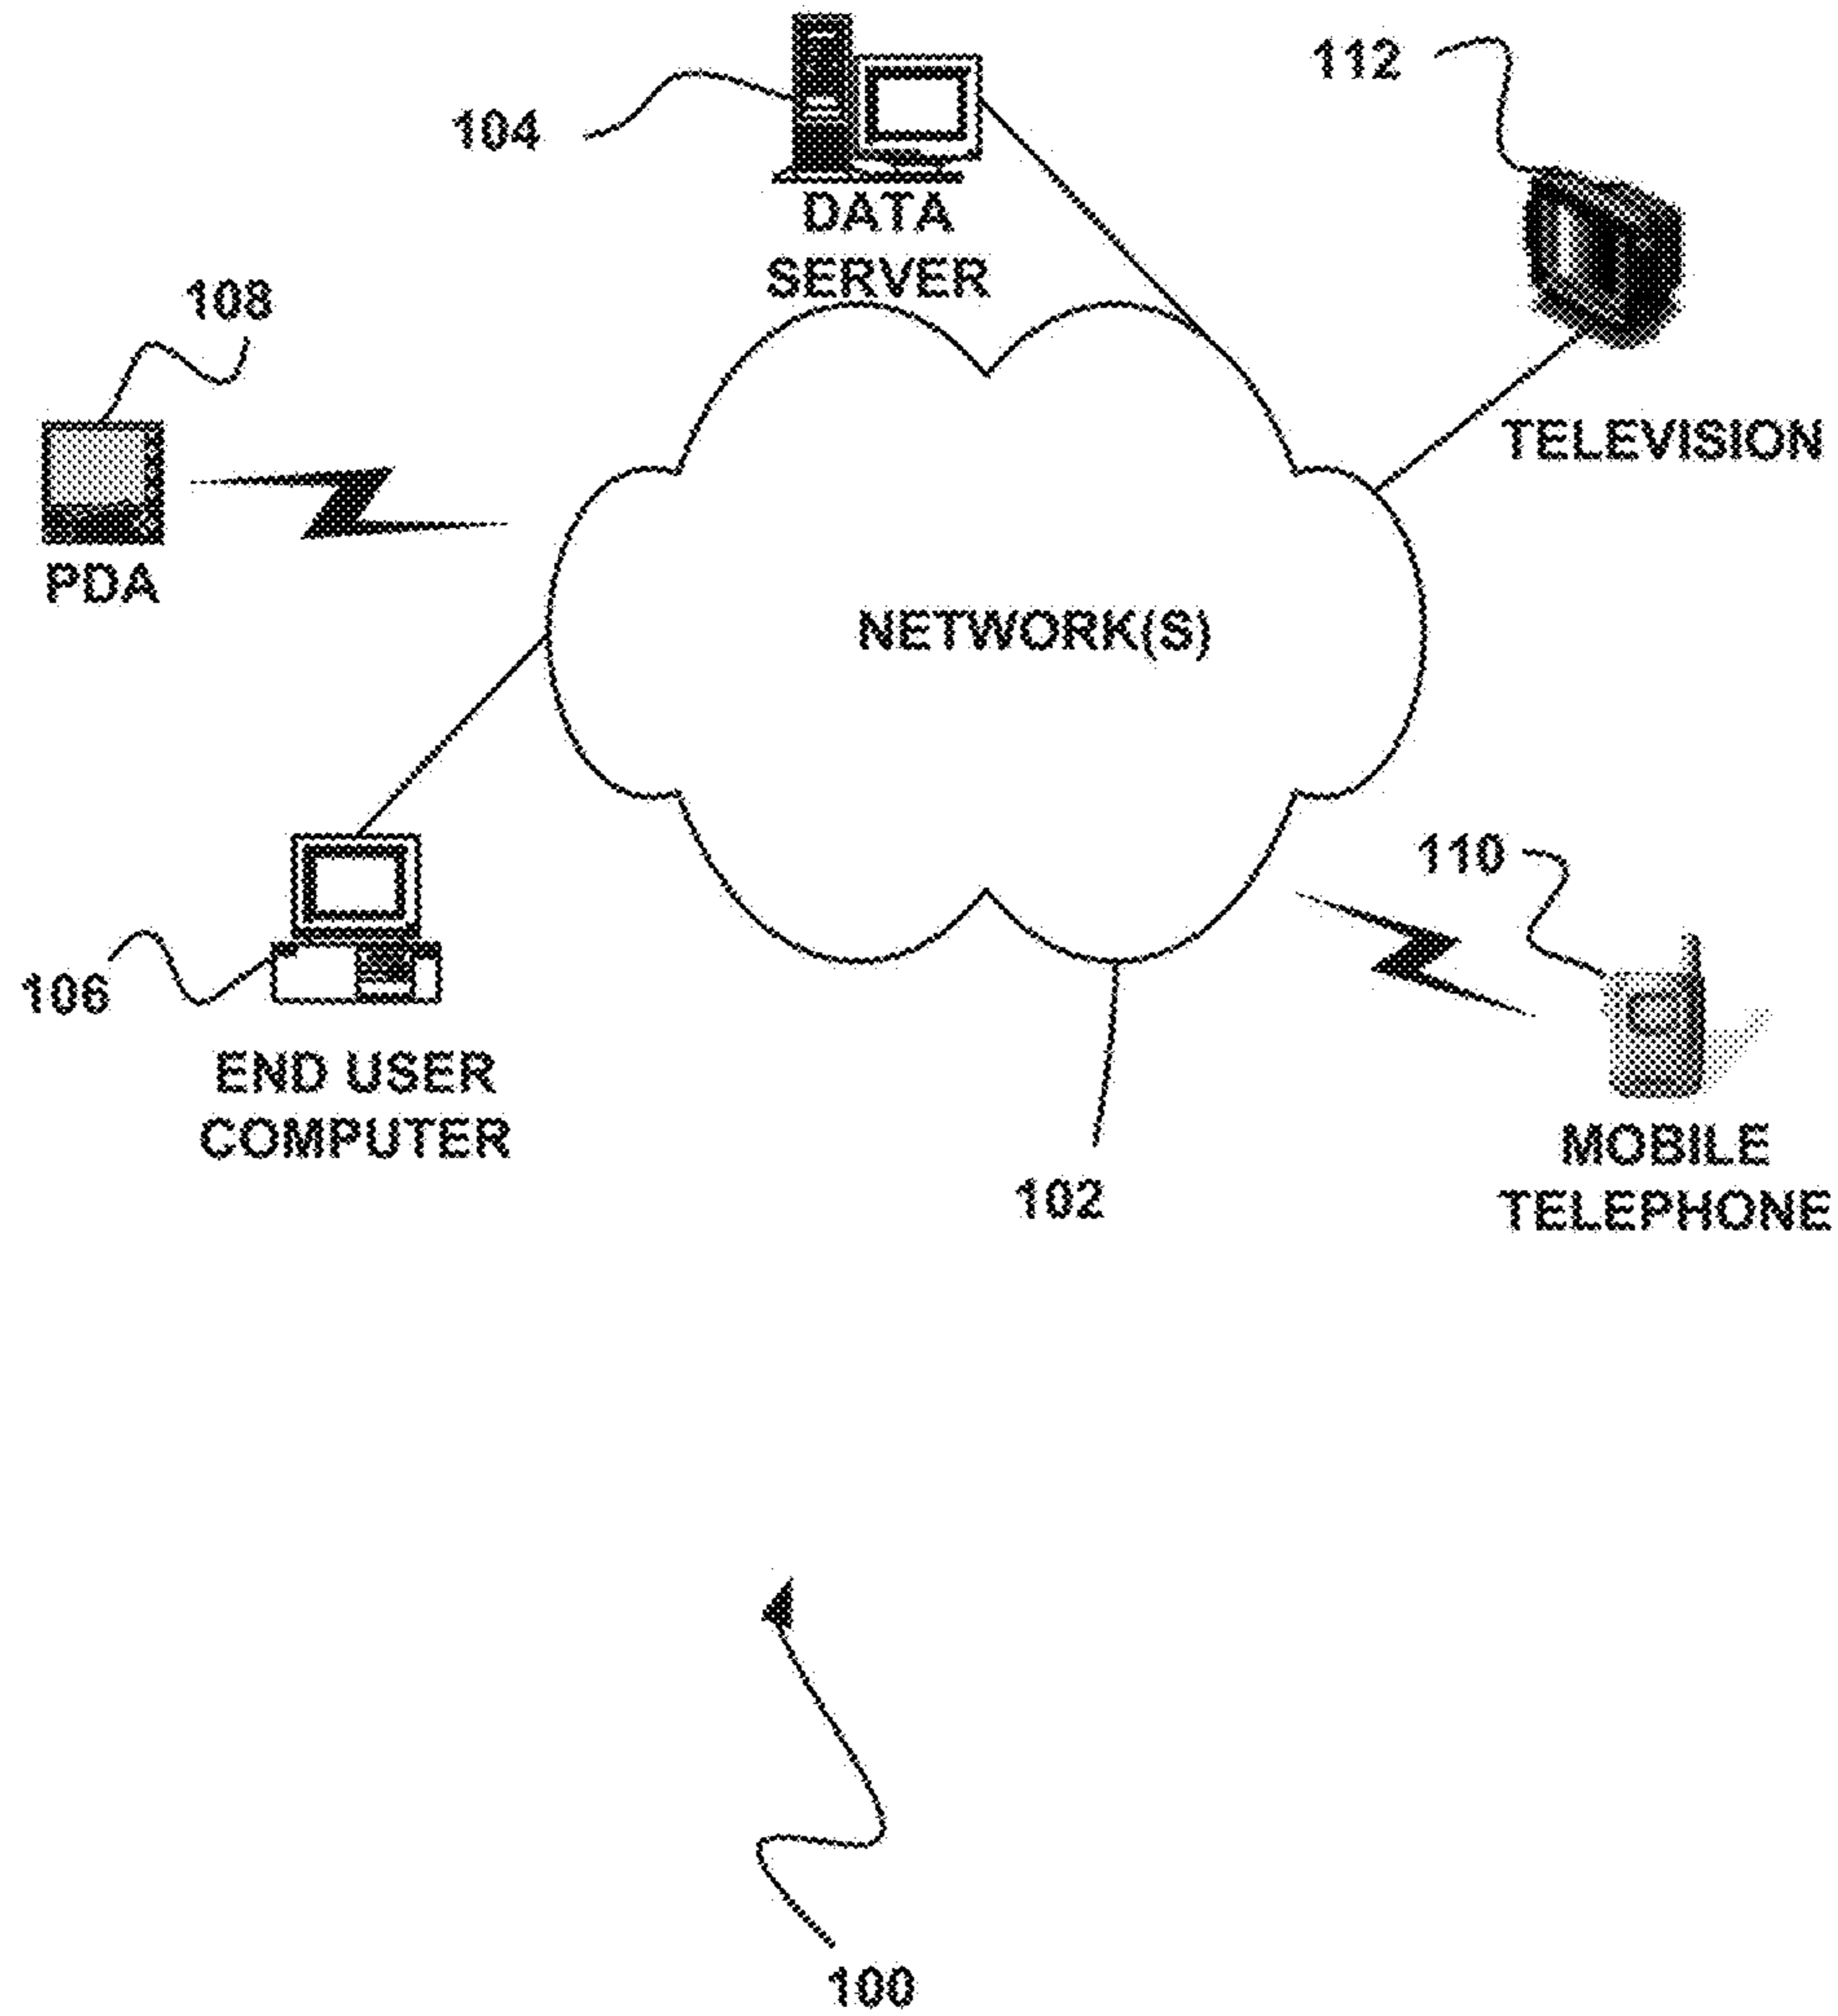 112
104
DATA
SERVER
108
TELEVISION
PDA
NETWORK(S)
110
106
END USER
COMPUTER
MOBILE
TELEPHONE
102
100